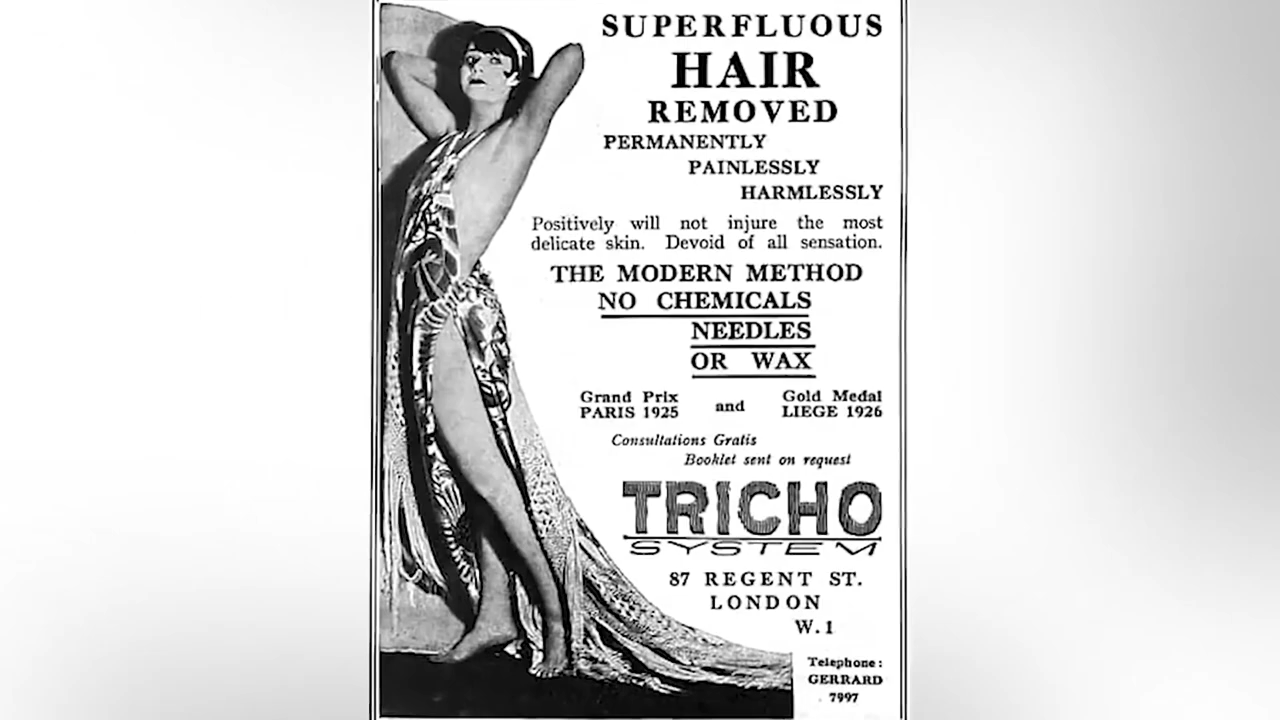 SUPERFLUOUS
HAIR
REMOVED
PERMANENTLY
PAINLESSLY
HARMLESSLY
Positively will not injure the most
delicate skin. Devoid of all sensation.
THE MODERN METHOD
NO CHEMICALS
NEEDLES
OR WAX
Grand Prix
PARIS 1925
and
Gold Medal
LIEGE 1926
Consultations Gratis
Booklet sent on request
TRICHO
SYSTEM
87 REGENT ST.
LONDON
W.1
Telephone:
GERRARD
7997